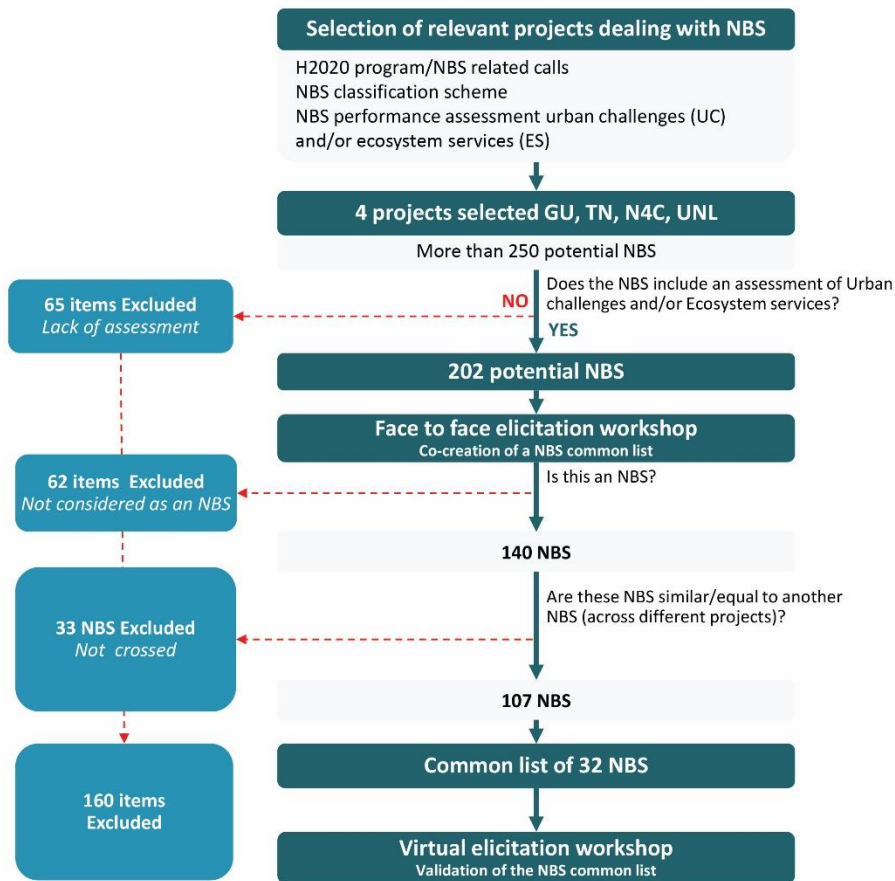 Selection of relevant projects dealing with NBS
H2020 program/NBS related calls
NBS classification scheme
NBS performance assessment urban challenges (UC)
and/or ecosystem services (ES)
4 projects selected GU, TN, N4C, UNL
More than 250 potential NBS
Does the NBS include an assessment of Urban
challenges and/or Ecosystem services?
NO
YES
65 items Excluded
Lack of assessment
202 potential NBS
Face to face elicitation workshop
Co-creation of a NBS common list
Is this an NBS?
62 items Excluded
Not considered as an NBS
140 NBS
Are these NBS similar/equal to another
NBS (across different projects)?
33 NBS Excluded
Not crossed
107 NBS
Common list of 32 NBS
160 items
Excluded
Virtual elicitation workshop
Validation of the NBS common list